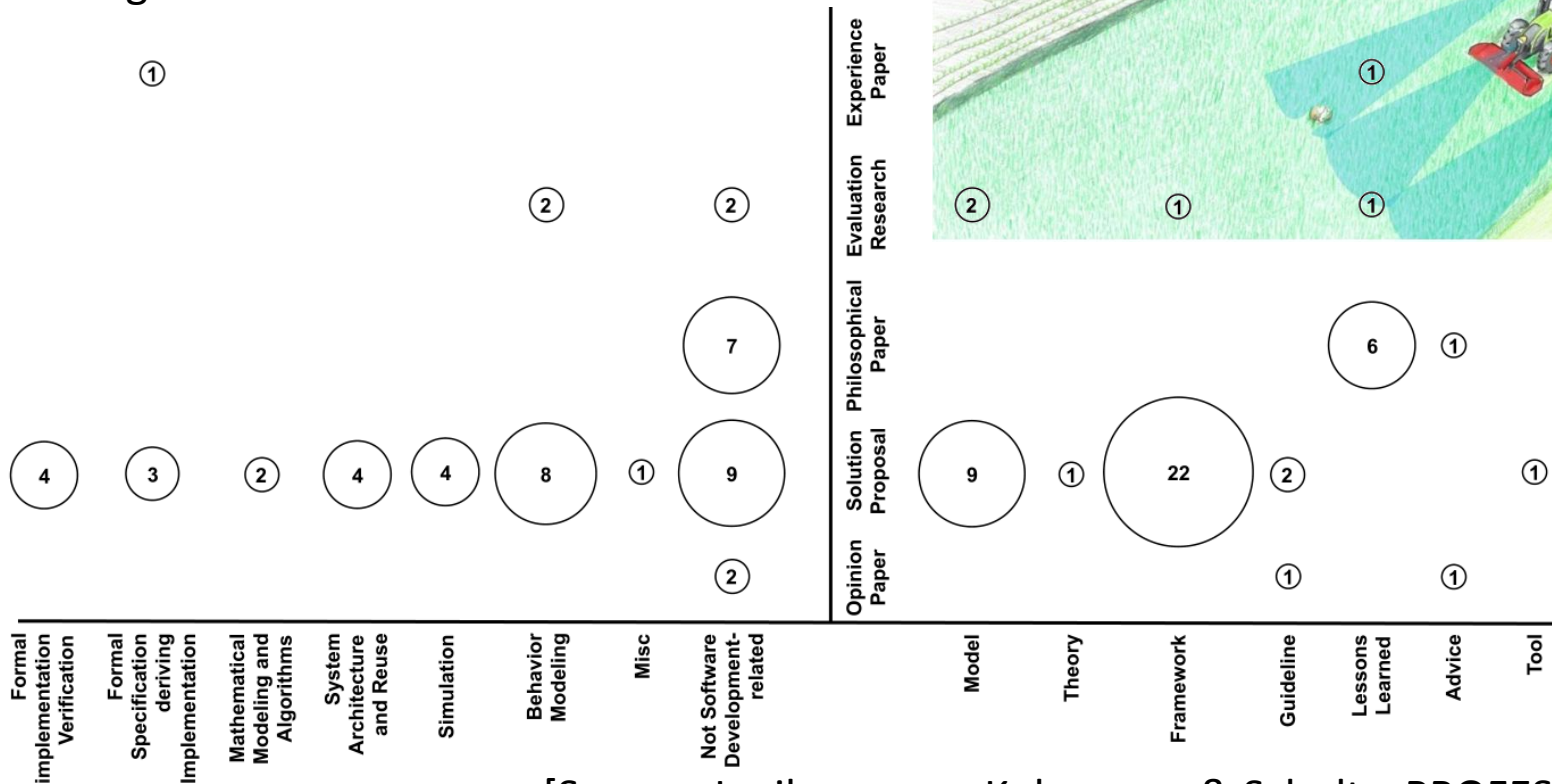 Experience
Paper
1
1
Evaluation
Research
2
2
2
1
1
Philosophical
Paper
7
6
1
Solution
Proposal
4
3
2
4
4
8
1
9
9
1
22
2
1
Opinion
Paper
2
1
1
Formal
implementation
Verification
Formal
Specification
deriving
Implementation
Mathematical
Modeling and
Algorithms
System
Architecture
and Reuse
Simulation
Behavior
Modeling
Misc
Not Software
Development-
related
Model
Theory
Framework
Guideline
Lessons
Learned
Advice
Tool